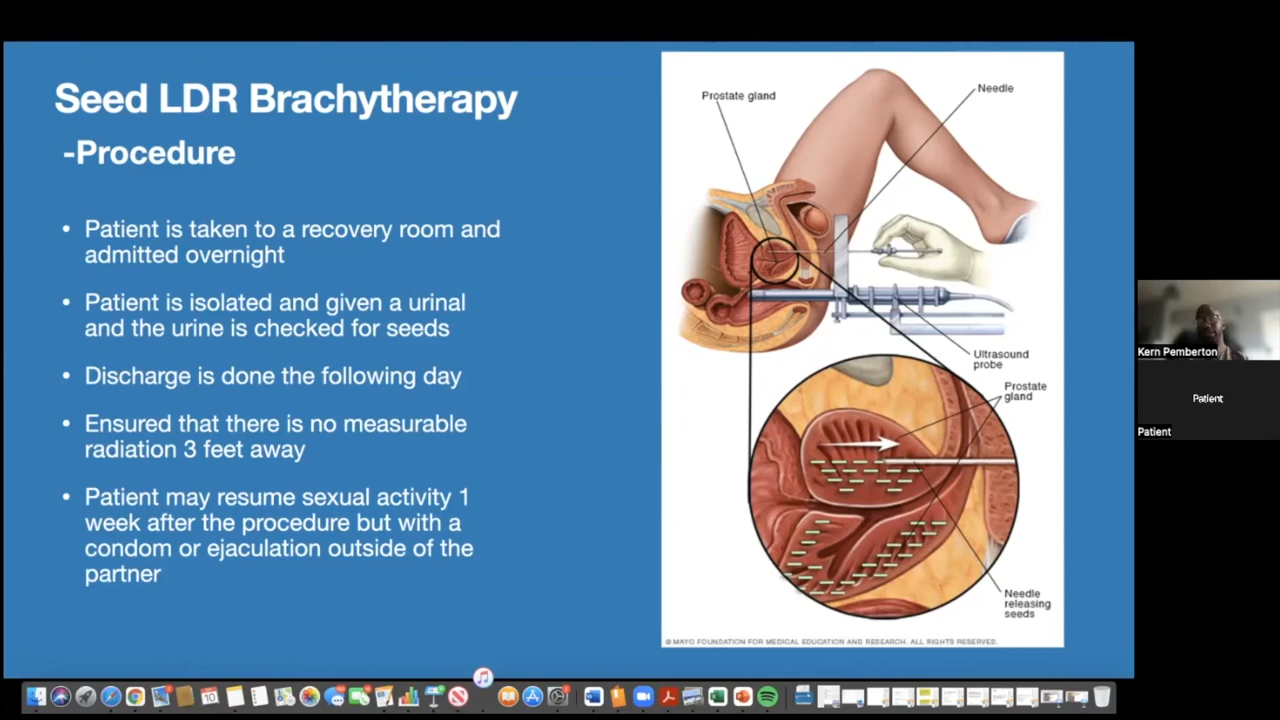 Seed LDR Brachytherapy
-Procedure
• Patient is taken to a recovery room and
admitted overnight
• Patient is isolated and given a urinal
and the urine is checked for seeds
• Discharge is done the following day
• Ensured that there is no measurable
radiation 3 feet away
• Patient may resume sexual activity 1
week after the procedure but with a
condom or ejaculation outside of the
partner
Prostate gland
Needle
Ultrasound
probe
Prostate
gland
Needle
releasing
seeds
© MAYO FOUNDATION FOR MEDICAL EDUCATION AND RESEARCH. ALL RIGHTS RESERVED.
Kern Pemberton
Patient
Patient
10